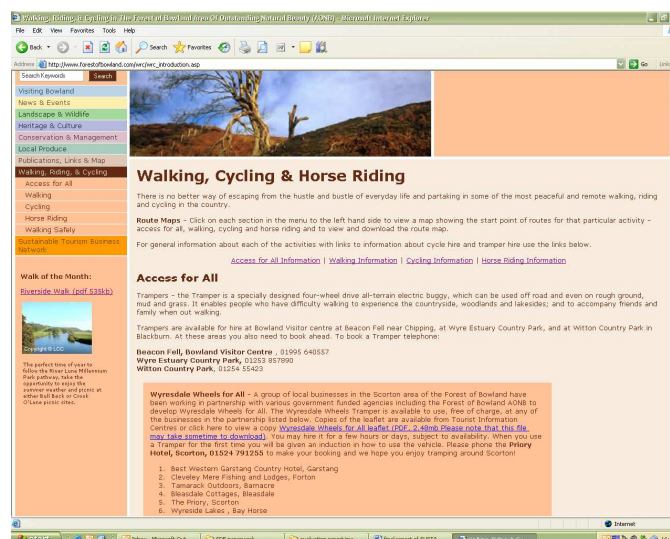 Walking, Riding, & Cycling in The Forest of Bowland Area Of Outstanding Natural Beauty (AONB) - Microsoft Internet Explorer
File Edit View Favorites Tools Help
Back Search Favorites
Address http://www.forestofbowland.com/wrc/wrc_introduction.asp Go Links
Search Keywords Search
Visiting Bowland
News & Events
Landscape & Wildlife
Heritage & Culture
Conservation & Management
Local Produce
Publications, Links & Map
Walking, Riding, & Cycling
Access for All
Walking
Cycling
Horse Riding
Walking Safely
Sustainable Tourism Business
Network
Walk of the Month:
Riverside Walk (pdf 535kb)
Copyright © LCC
The perfect time of year to
follow the River Lune Millennium
Park pathway, take the
opportunity to enjoy the
summer weather and picnic at
either Bull Beck or Crook
O'Lune picnic sites.
Walking, Cycling & Horse Riding
There is no better way of escaping from the hustle and bustle of everyday life and partaking in some of the most peaceful and remote walking, riding
and cycling in the country.
Route Maps - Click on each section in the menu to the left hand side to view a map showing the start point of routes for that particular activity -
access for all, walking, cycling and horse riding and to view and download the route map.
For general information about each of the activities with links to information about cycle hire and tramper hire use the links below.
Access for All Information | Walking Information | Cycling Information | Horse Riding Information
Access for All
Trampers - the Tramper is a specially designed four-wheel drive all-terrain electric buggy, which can be used off road and even on rough ground,
mud and grass. It enables people who have difficulty walking to experience the countryside, woodlands and lakesides; and to accompany friends and
family when out walking.
Trampers are available for hire at Bowland Visitor centre at Beacon Fell near Chipping, at Wyre Estuary Country Park, and at Witton Country Park in
Blackburn. At these areas you also need to book ahead. To book a Tramper telephone:
Beacon Fell, Bowland Visitor Centre , 01995 640557
Wyre Estuary Country Park, 01253 857890
Witton Country Park, 01254 55423
Wyresdale Wheels for All - A group of local businesses in the Scorton area of the Forest of Bowland have
been working in partnership with various government funded agencies including the Forest of Bowland AONB to
develop Wyresdale Wheels for All. The Wyresdale Wheels Tramper is available to use, free of charge, at any of
the businesses in the partnership listed below. Copies of the leaflet are available from Tourist Information
Centres or click here to view a copy Wyresdale Wheels for All leaflet (PDF, 2.48mb Please note that this file
may take sometime to download). You may hire it for a few hours or days, subject to availability. When you use
a Tramper for the first time you will be given an induction in how to use the vehicle. Please phone the Priory
Hotel, Scorton, 01524 791255 to make your booking and we hope you enjoy tramping around Scorton!
1. Best Western Garstang Country Hotel, Garstang
2. Cleveley Mere Fishing and Lodges, Forton
3. Tamarack Outdoors, Barnacre
4. Bleasdale Cottages, Bleasdale
5. The Priory, Scorton
6. Wyreside Lakes , Bay Horse
Internet